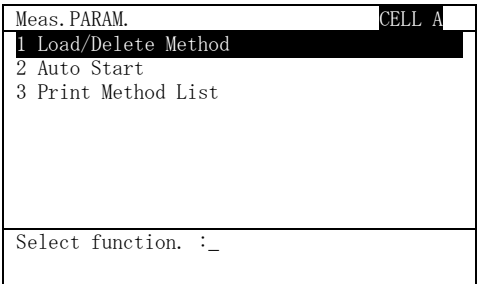 Meas.PARAM. CELL A
1 Load/Delete Method
2 Auto Start
3 Print Method List
Select function. :_